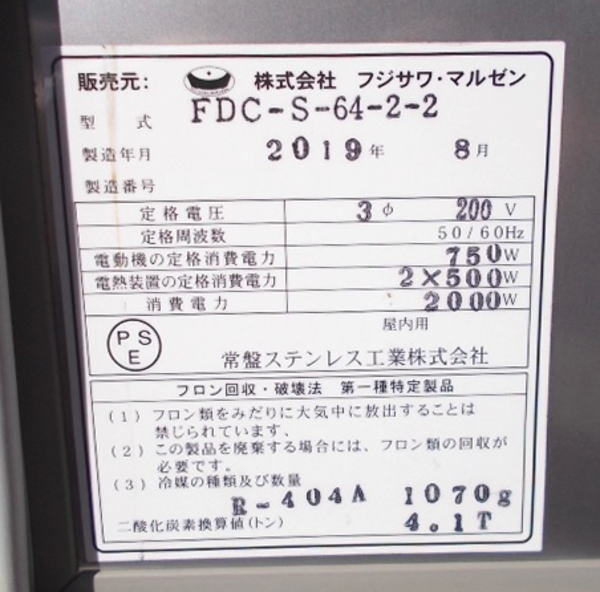 販売元: 株式会社 フジサワ・マルゼン
型式 FDC-S-64-2-2
製造年月 2019年 8月
製造番号
定格電圧 3φ 200V
定格周波数 50/60Hz
電動機の定格消費電力 750W
電熱装置の定格消費電力 2×500W
消費電力 2000W
屋内用
PSE 常盤ステンレス工業株式会社
フロン回収・破壊法 第一種特定製品
(1) フロン類をみだりに大気中に放出することは
禁じられています、
(2) この製品を廃棄する場合には、フロン類の回収が
必要です。
(3) 冷媒の種類及び数量
R-404A 1070g
二酸化炭素換算値(トン) 4.1T